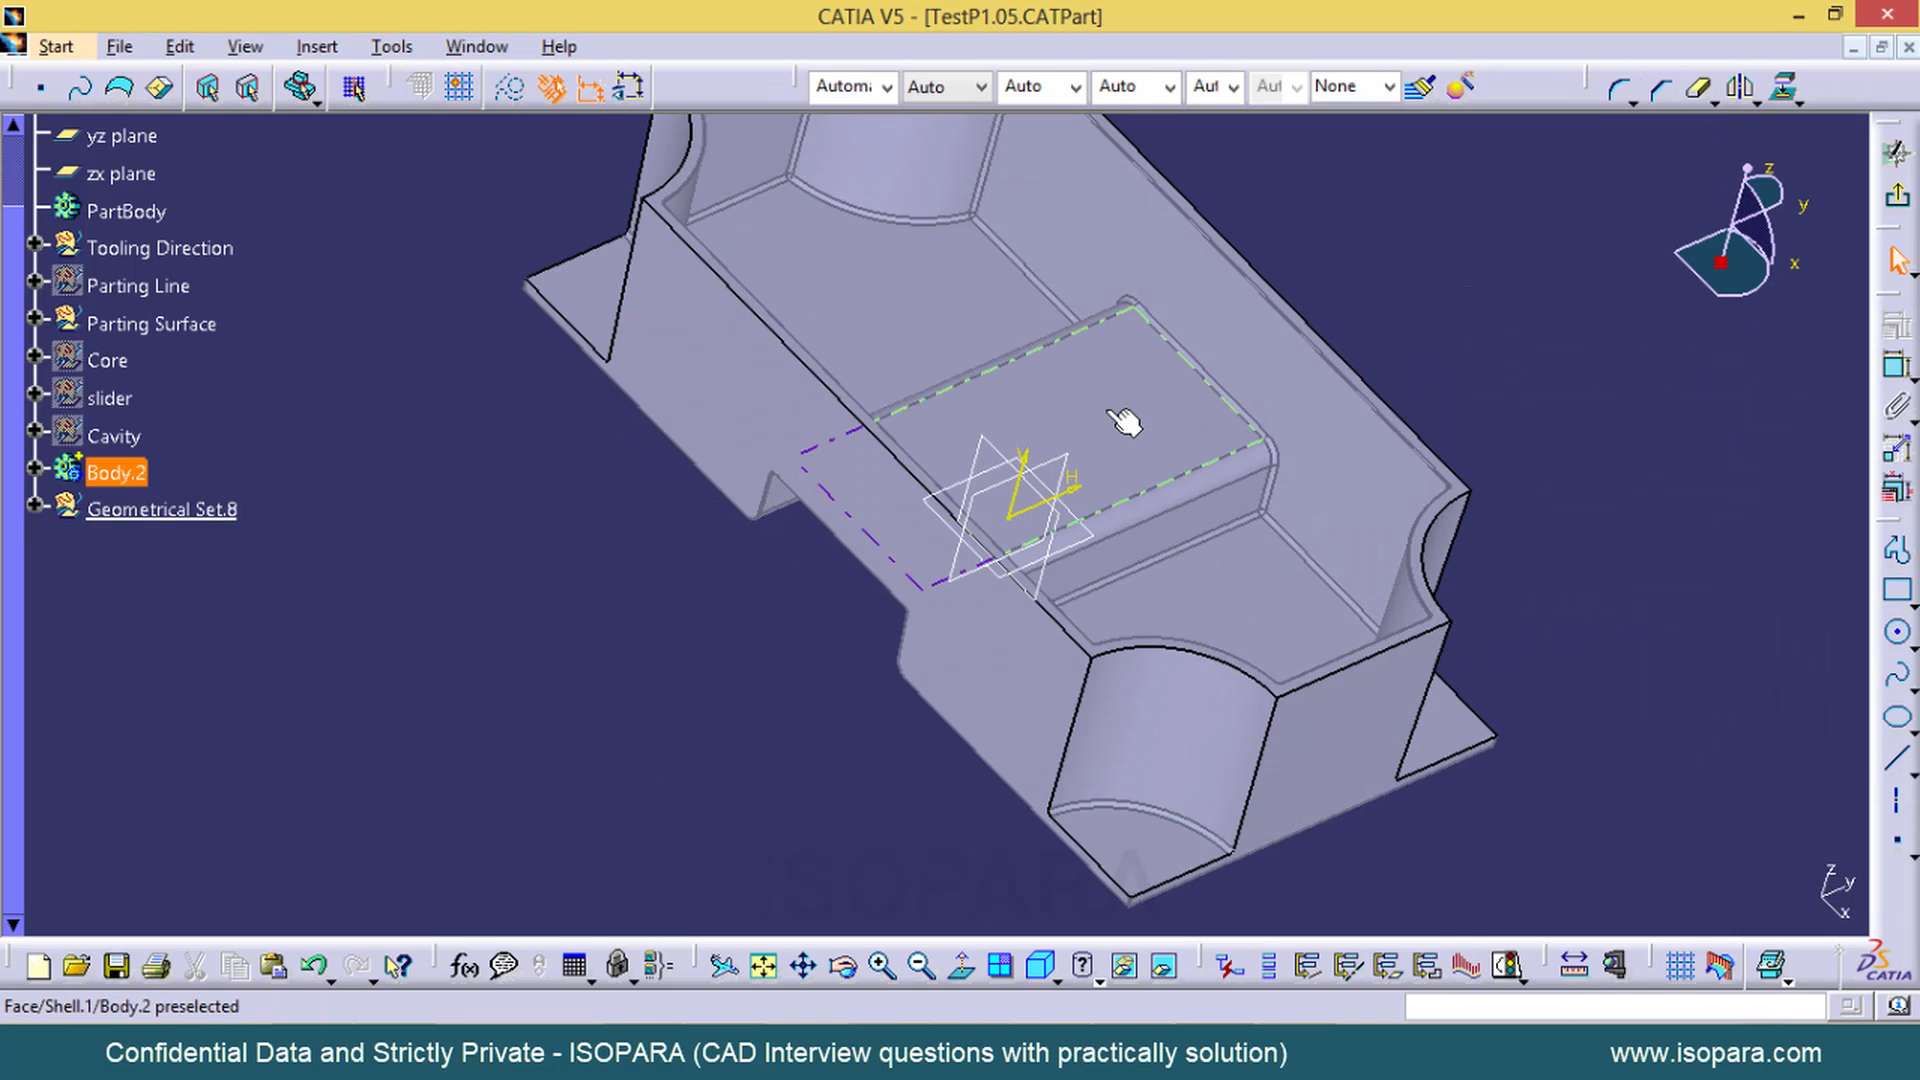 CATIA V5 - [TestP1.05.CATPart]
Start File Edit View Insert Tools Window Help
Auto Auto Auto Aut None
yz plane
zx plane
PartBody
Tooling Direction
Parting Line
Parting Surface
Core
slider
Cavity
Body.2
Geometrical Set.8
z
y
x
V
H
ISOPARA
z
y
x
f(x)
CATIA
Face/Shell.1/Body.2 preselected
Confidential Data and Strictly Private - ISOPARA (CAD Interview questions with practically solution)
www.isopara.com